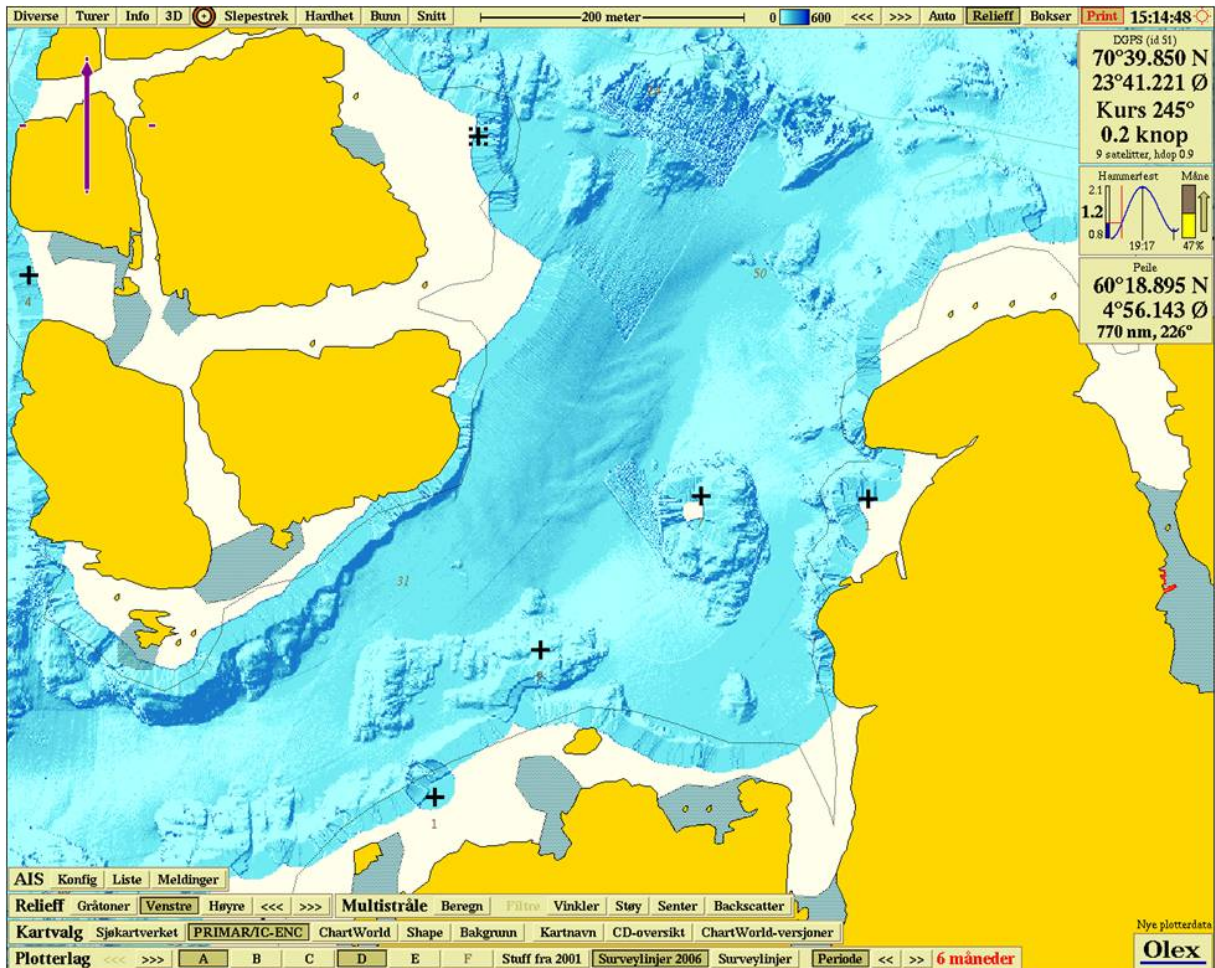 Diverse Turer Info 3D Slepestrek Hardhet Bunn Snitt 200 meter 0 600 <<< >>> Auto Relieff Bokser Print 15:14:48
DGPS (id 51)
70°39.850 N
23°41.221 Ø
Kurs 245°
0.2 knop
9 satelitter, hdop 0.9
Hammerfest Måne
2.1
1.2
0.8
19:17 47%
Peile
60°18.895 N
4°56.143 Ø
770 nm, 226°
50
4
31
1
AIS Konfig Liste Meldinger
Relieff Gråtoner Venstre Høyre <<< >>> Multistråle Beregn Filtre Vinkler Støy Senter Backscatter
Kartvalg Sjøkartverket PRIMAR/IC-ENC ChartWorld Shape Bakgrunn Kartnavn CD-oversikt ChartWorld-versjoner
Nye plotterdata
Olex
Plotterlag <<< >>> A B C D E F Stuff fra 2001 Surveylinjer 2006 Surveylinjer Periode << >> 6 måneder